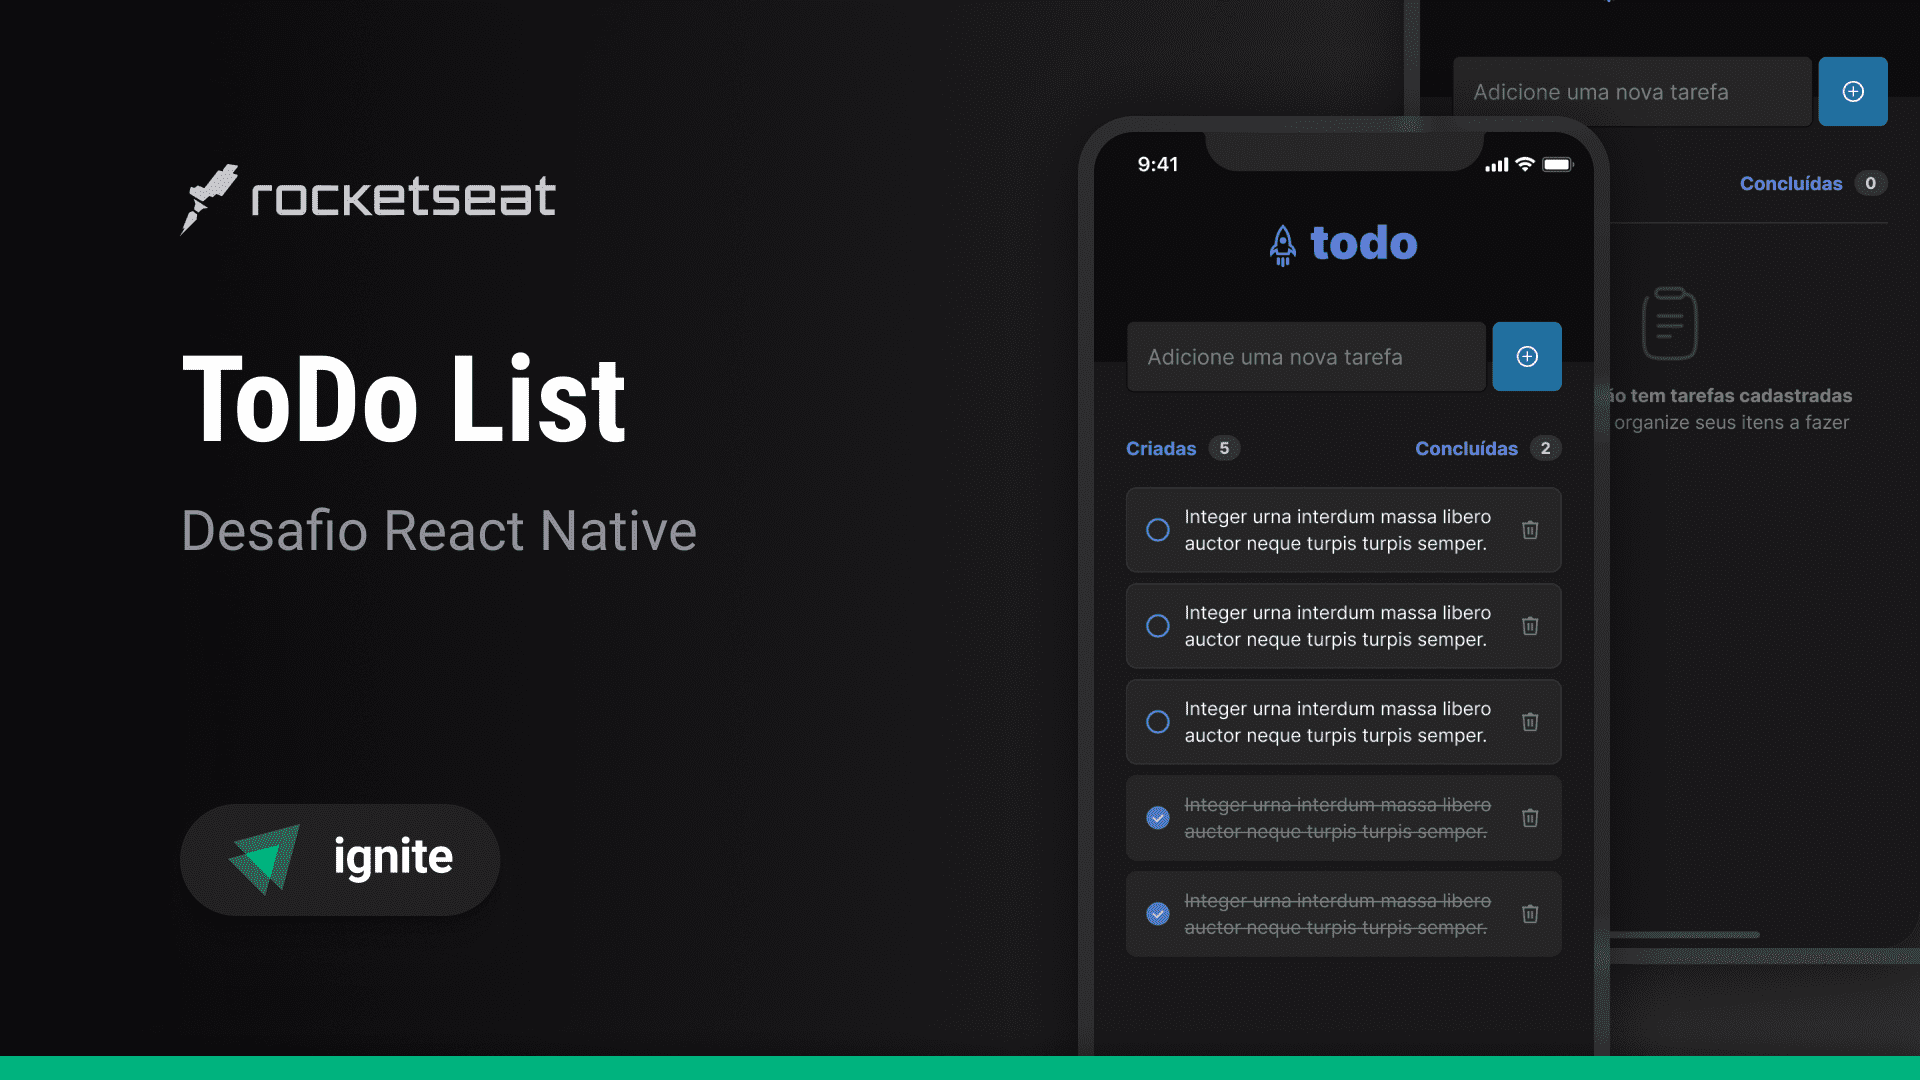 rocketseat
ToDo List
Desafio React Native
ignite
9:41
todo
Adicione uma nova tarefa
Criadas 5
Concluídas 2
Integer urna interdum massa libero
auctor neque turpis turpis semper.
Integer urna interdum massa libero
auctor neque turpis turpis semper.
Integer urna interdum massa libero
auctor neque turpis turpis semper.
Integer urna interdum massa libero
auctor neque turpis turpis semper.
Integer urna interdum massa libero
auctor neque turpis turpis semper.
Adicione uma nova tarefa
Concluídas 0
tem tarefas cadastradas
organize seus itens a fazer